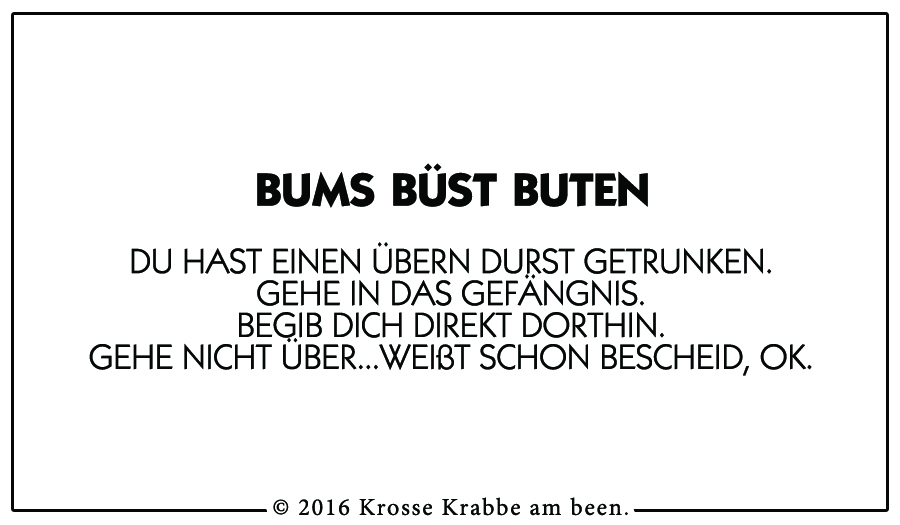 BUMS BÜST BUTEN
DU HAST EINEN ÜBERN DURST GETRUNKEN.
GEHE IN DAS GEFÄNGNIS.
BEGIB DICH DIREKT DORTHIN.
GEHE NICHT ÜBER...WEIßT SCHON BESCHEID, OK.
© 2016 Krosse Krabbe am been.